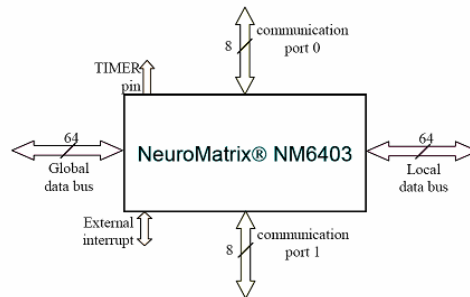 8
communication
port 0
TIMER
pin
64
Global
data bus
NeuroMatrix® NM6403
64
Local
data bus
External
interrupt
8
communication
port 1